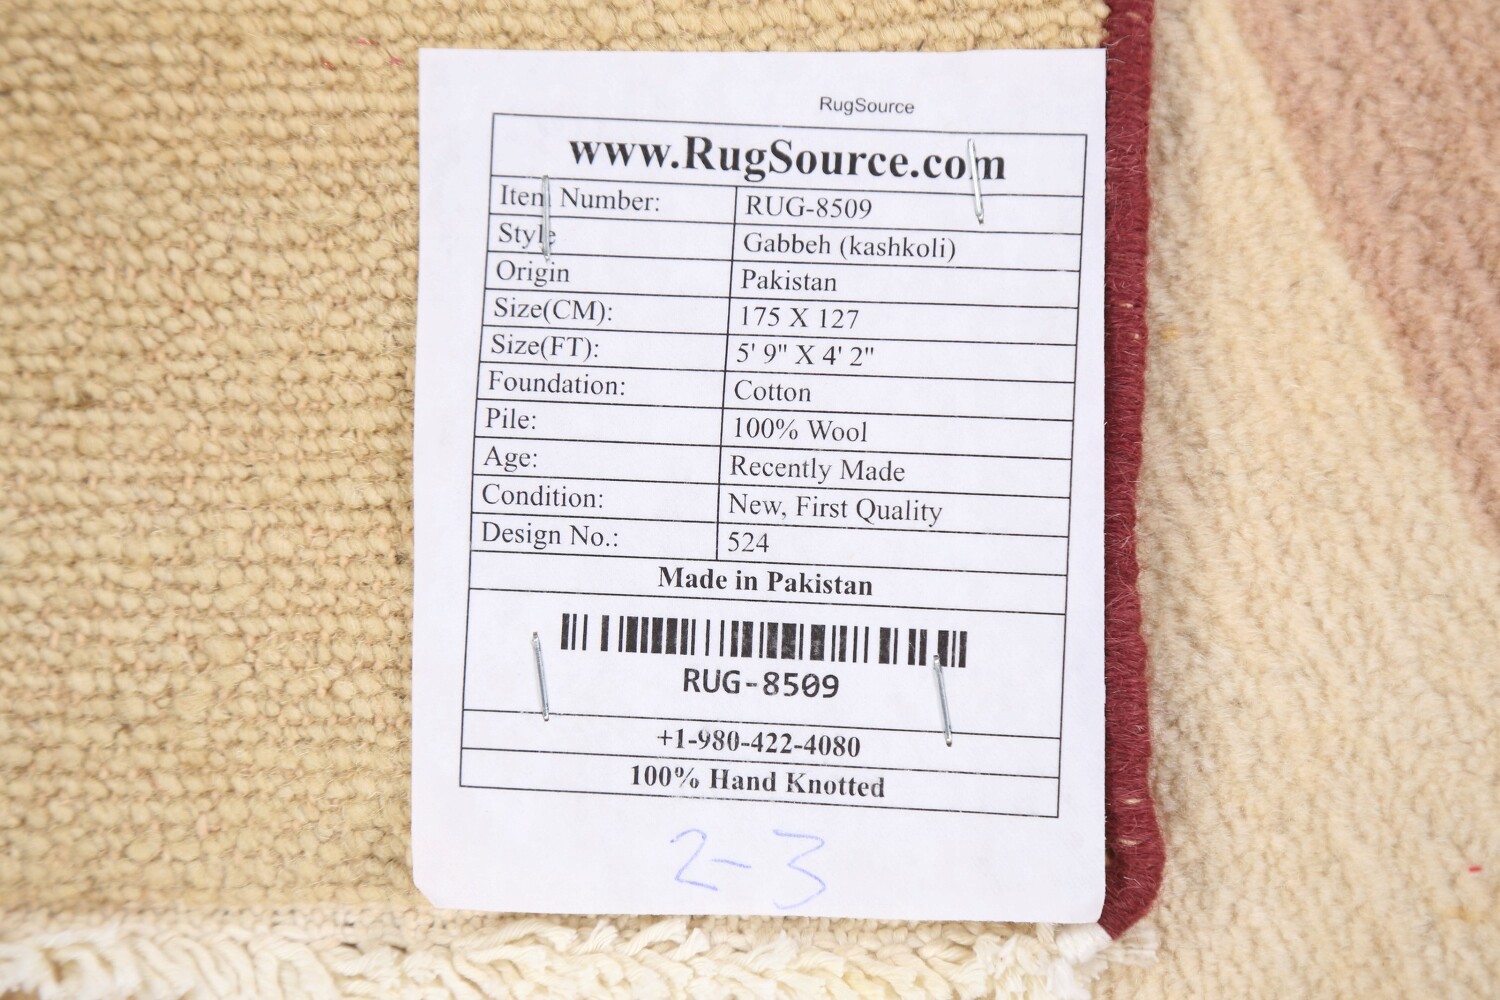 RugSource
www.RugSource.com
Item Number: RUG-8509
Style Gabbeh (kashkoli)
Origin Pakistan
Size(CM): 175 X 127
Size(FT): 5' 9" X 4' 2"
Foundation: Cotton
Pile: 100% Wool
Age: Recently Made
Condition: New, First Quality
Design No.: 524
Made in Pakistan
RUG-8509
+1-980-422-4080
100% Hand Knotted
2-3